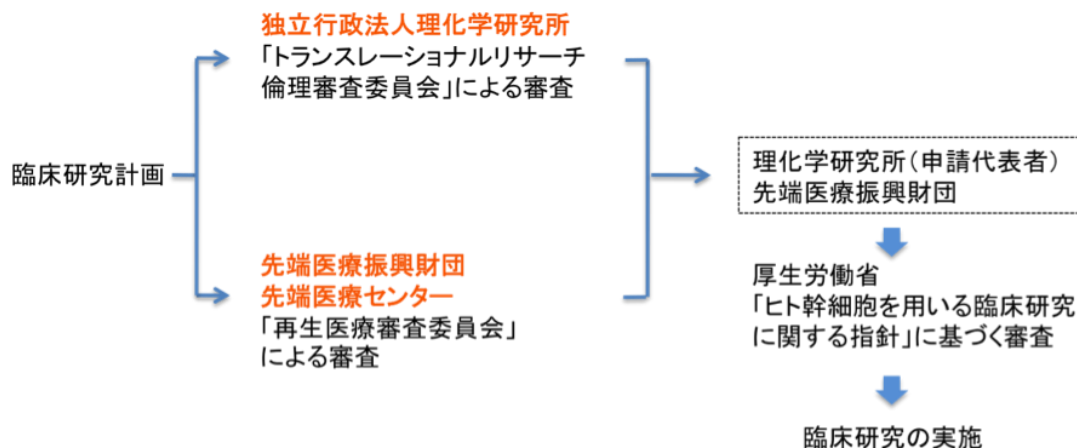 独立行政法人理化学研究所
「トランスレーショナルリサーチ
倫理審査委員会」による審査
臨床研究計画
先端医療振興財団
先端医療センター
「再生医療審査委員会」
による審査
理化学研究所（申請代表者）
先端医療振興財団
厚生労働省
「ヒト幹細胞を用いる臨床研究
に関する指針」に基づく審査
臨床研究の実施